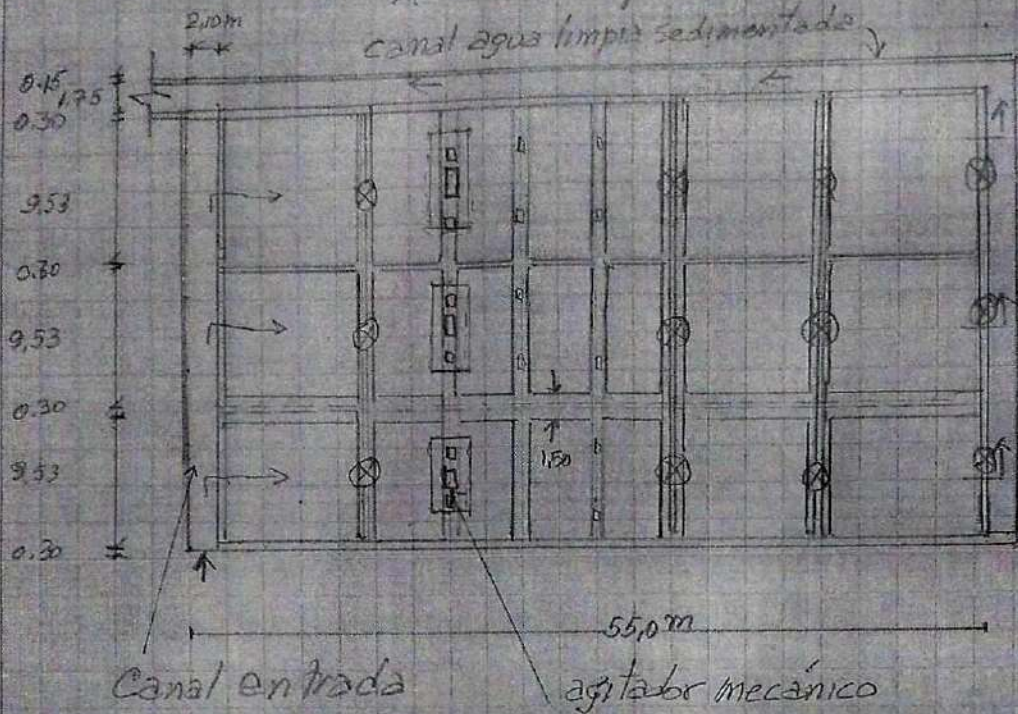 2,10m
canal agua limpia sedimentada
0.15
1,75
0.30
9,53
0.30
9,53
0.30
9,53
0.30
1,50
55,0 m
Canal entrada
agitador mecánico